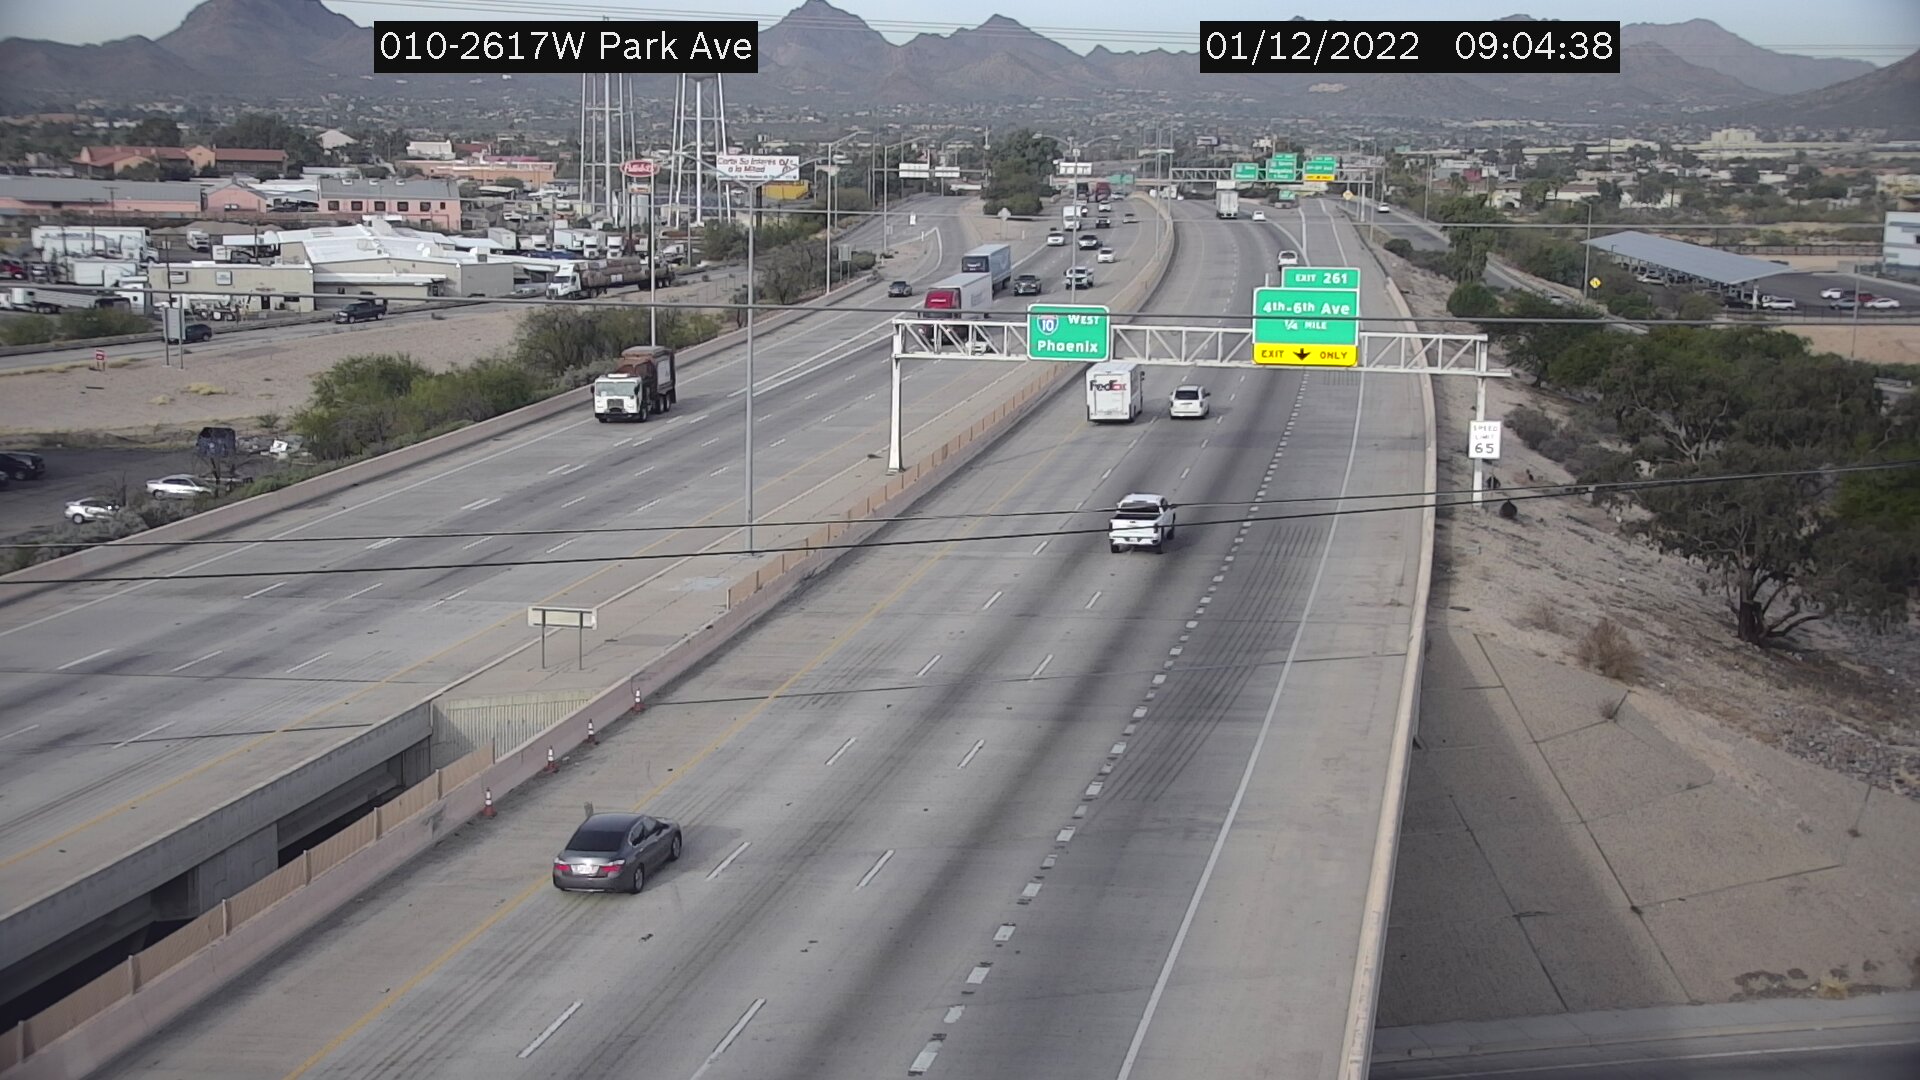 010-2617W Park Ave
01/12/2022 09:04:38
EXIT 261
4th-6th Ave
1/4 MILE
EXIT ONLY
10
WEST
Phoenix
FedEx
SPEED
LIMIT
65